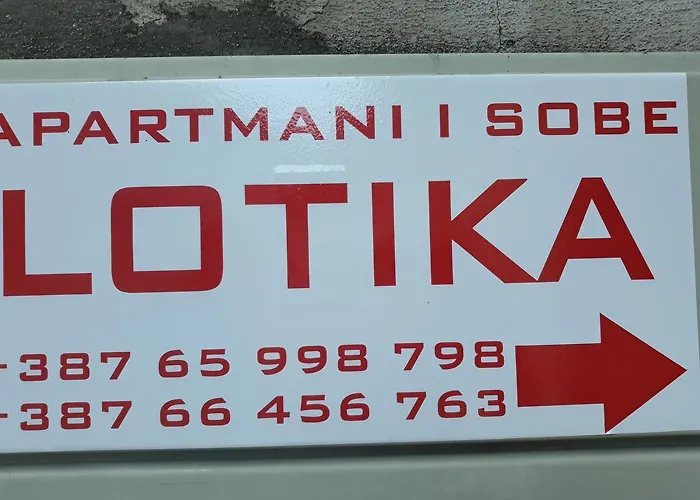 APARTMANI I SOBE
LOTIKA
+387 65 998 798
+387 66 456 763